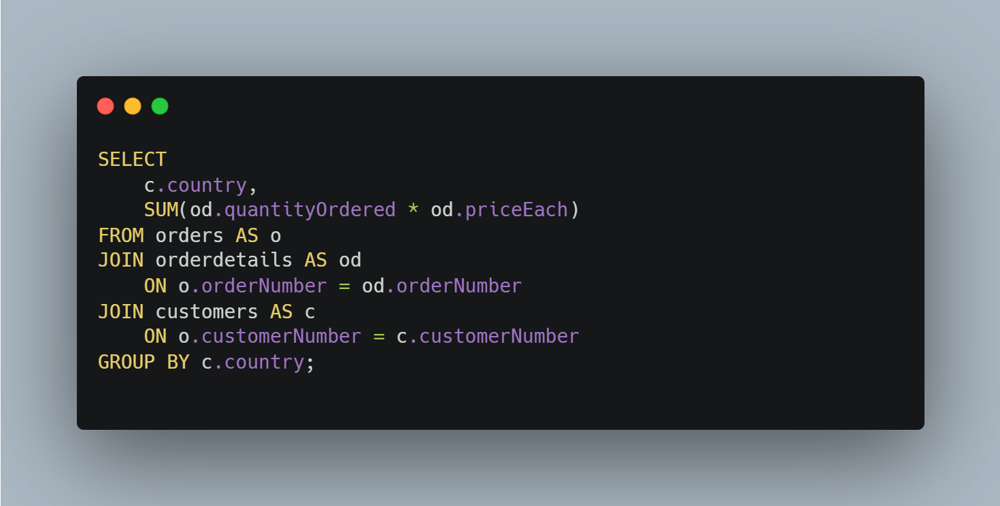 SELECT
    c.country,
    SUM(od.quantityOrdered * od.priceEach)
FROM orders AS o
JOIN orderdetails AS od
    ON o.orderNumber = od.orderNumber
JOIN customers AS c
    ON o.customerNumber = c.customerNumber
GROUP BY c.country;